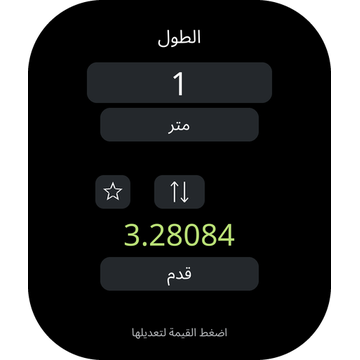 الطول
1
متر
3.28084
قدم
اضغط القيمة لتعديلها